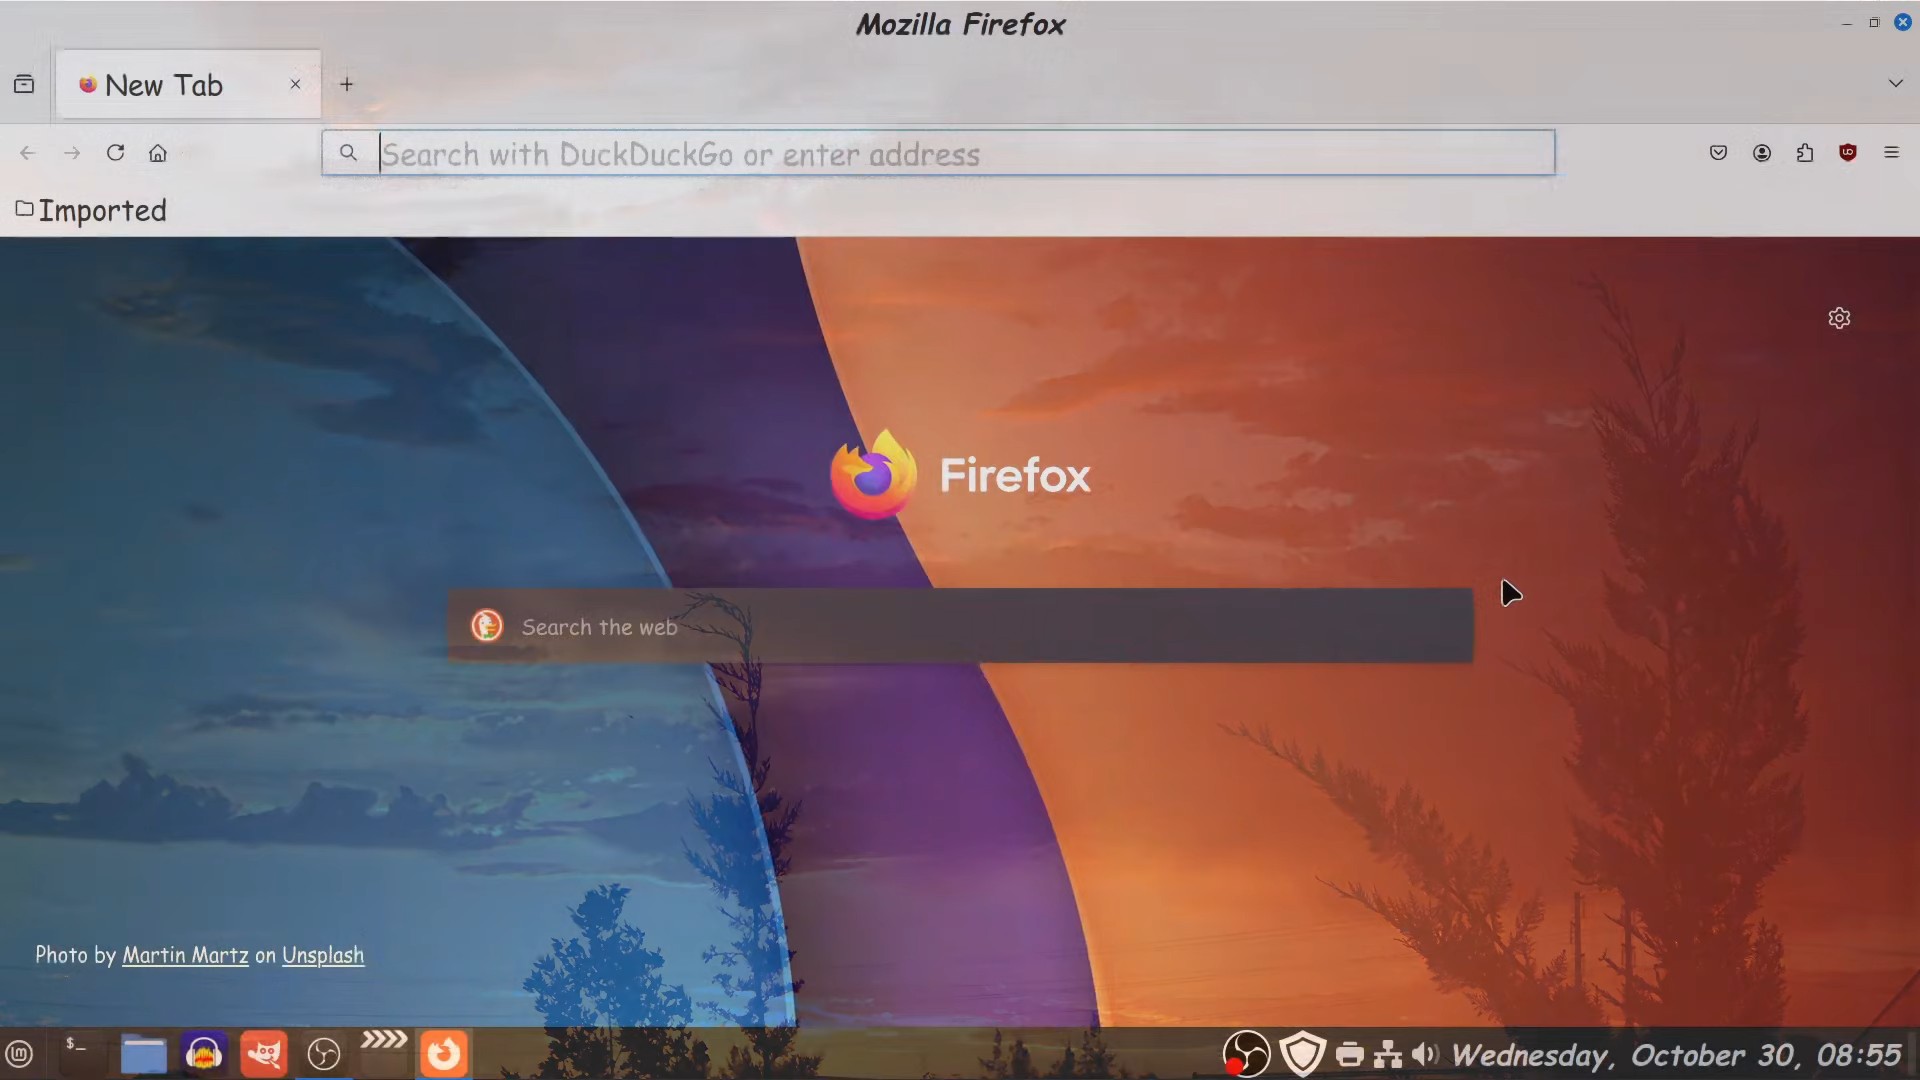 Mozilla Firefox
New Tab
Search with DuckDuckGo or enter address
Imported
Firefox
Search the web
Photo by Martin Martz on Unsplash
$_
Wednesday, October 30, 08:55